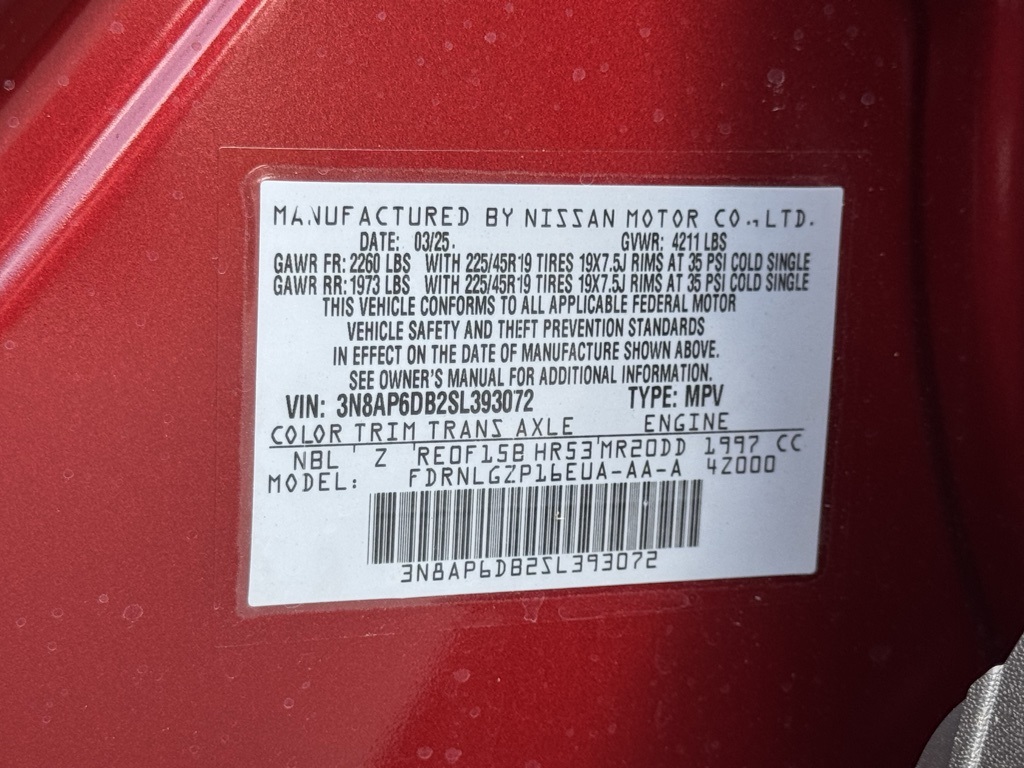 MANUFACTURED BY NISSAN MOTOR CO., LTD.
DATE: 03/25. GVWR: 4211 LBS
GAWR FR: 2260 LBS WITH 225/45R19 TIRES 19X7.5J RIMS AT 35 PSI COLD SINGLE
GAWR RR: 1973 LBS WITH 225/45R19 TIRES 19X7.5J RIMS AT 35 PSI COLD SINGLE
THIS VEHICLE CONFORMS TO ALL APPLICABLE FEDERAL MOTOR
VEHICLE SAFETY AND THEFT PREVENTION STANDARDS
IN EFFECT ON THE DATE OF MANUFACTURE SHOWN ABOVE.
SEE OWNER'S MANUAL FOR ADDITIONAL INFORMATION.
VIN: 3N8AP6DB2SL393072 TYPE: MPV
COLOR TRIM TRANS AXLE ENGINE
NBL Z RE0F15B HR53 MR20DD 1997 CC
MODEL: FDRNLGZP16EUA-AA-A 4Z000
3N8AP6DB2SL393072